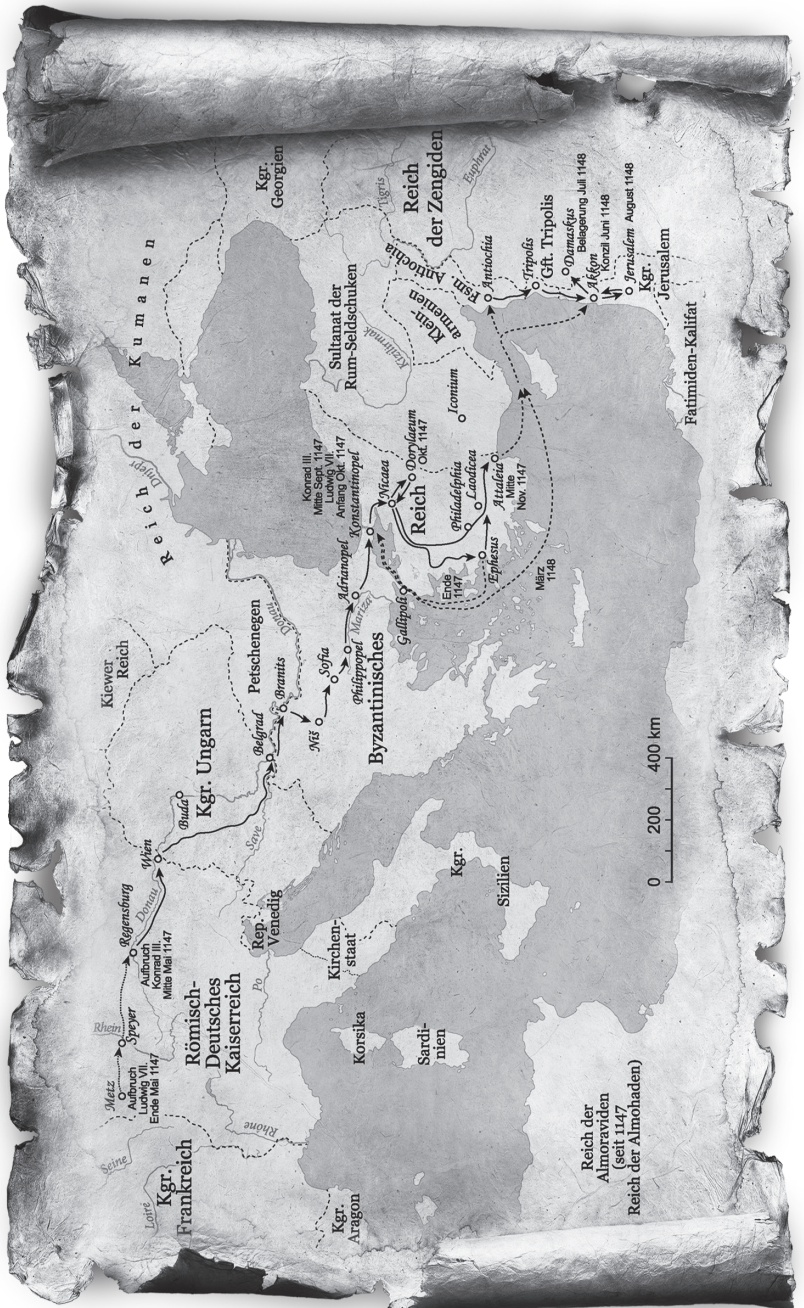 Kgr.
Frankreich
Loire
Seine
Rhône
Kgr.
Aragon
Metz
Aufbruch
Ludwig VII.
Ende Mai 1147
Rhein
Speyer
Römisch-
Deutsches
Kaiserreich
Regensburg
Aufbruch
Konrad III.
Mitte Mai 1147
Donau
Wien
Po
Rep.
Venedig
Kirchen-
staat
Korsika
Sardi-
nien
Kgr.
Sizilien
Reich der
Almoraviden
(seit 1147
Reich der Almohaden)
Buda
Kgr. Ungarn
Save
Belgrad
Branits
Kiewer
Reich
Petschenegen
Donau
Niš
Sofia
Philippopel
Mariza
Adrianopel
Byzantinisches
Reich
Gallipoli
Konrad III.
Mitte Sept. 1147
Ludwig VII.
Anfang Okt. 1147
Konstantinopel
Nicaea
Dorylaeum
Okt. 1147
Philadelphia
Laodicea
Ephesus
Ende
1147
Attaleia
Mitte
Nov. 1147
März
1148
Iconium
Reich der Kumanen
Dnjepr
Sultanat der
Rum-Seldschuken
Kizilirmak
Klein-
armenien
Fsm Antiochia
Kgr.
Georgien
Reich
der Zengiden
Tigris
Euphrat
Antiochia
Tripolis
Gft. Tripolis
Damaskus
Belagerung Juli 1148
Akkon
Konzil Juni 1148
Jerusalem August 1148
Kgr.
Jerusalem
Fatimiden-Kalifat
0 200 400 km